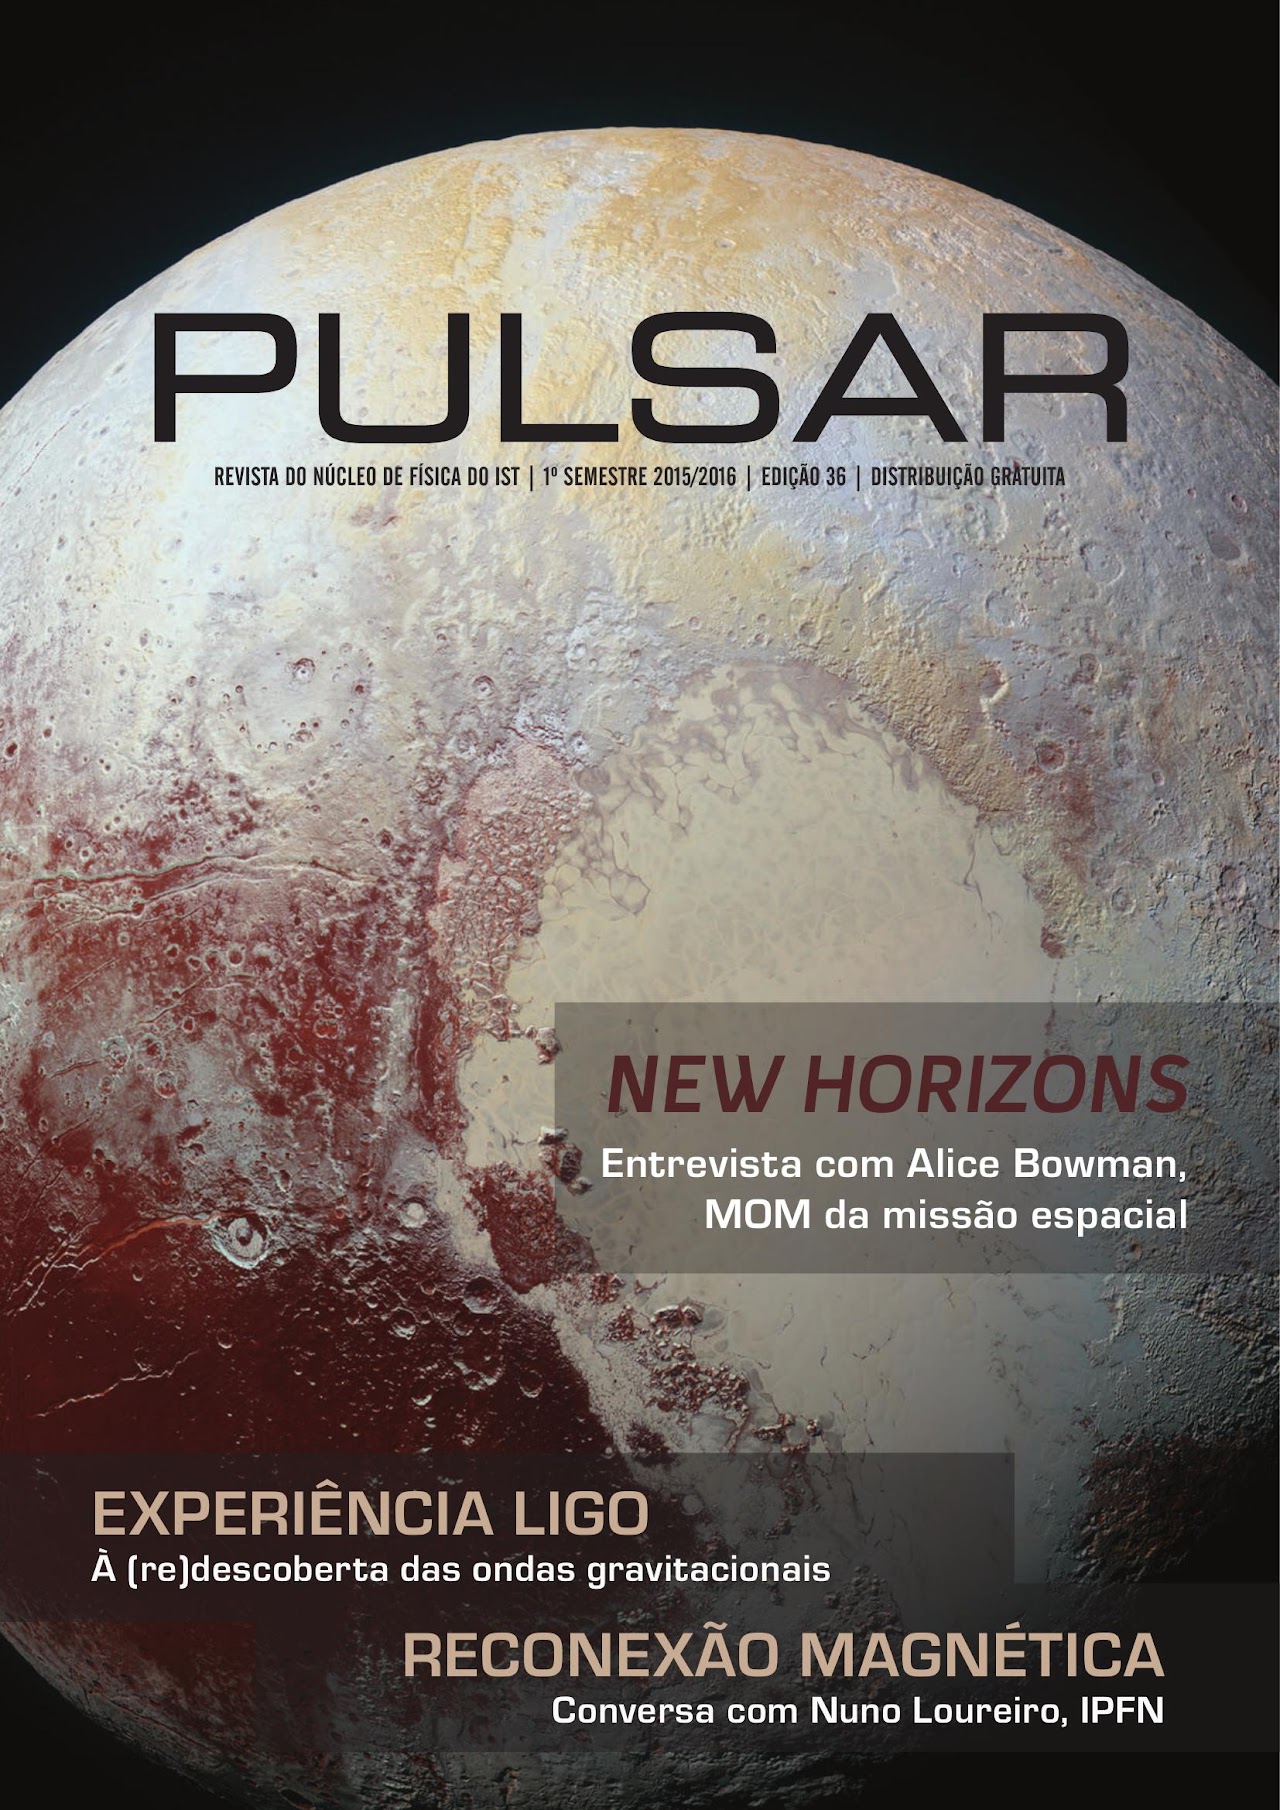 PULSAR
REVISTA DO NÚCLEO DE FÍSICA DO IST | 1º SEMESTRE 2015/2016 | EDIÇÃO 36 | DISTRIBUIÇÃO GRATUITA
NEW HORIZONS
Entrevista com Alice Bowman,
MOM da missão espacial
EXPERIÊNCIA LIGO
À (re)descoberta das ondas gravitacionais
RECONEXÃO MAGNÉTICA
Conversa com Nuno Loureiro, IPFN